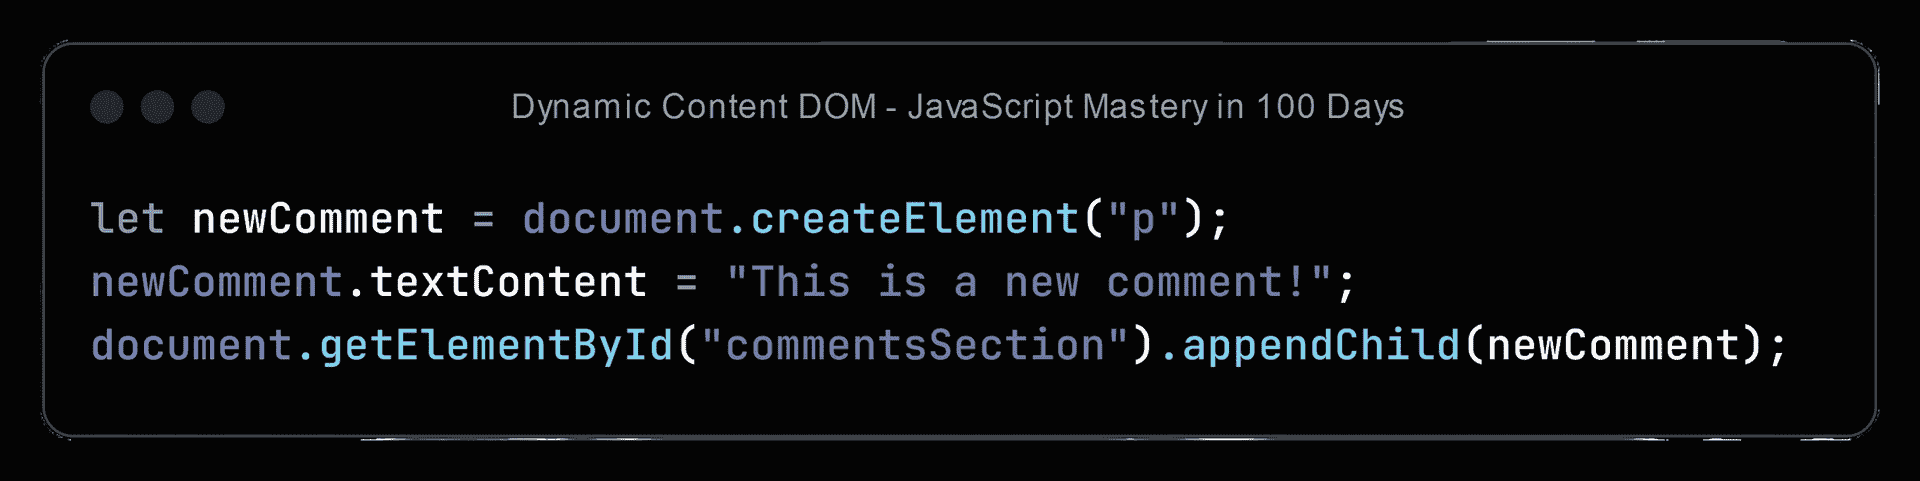 Dynamic Content DOM - JavaScript Mastery in 100 Days
let newComment = document.createElement("p");
newComment.textContent = "This is a new comment!";
document.getElementById("commentsSection").appendChild(newComment);